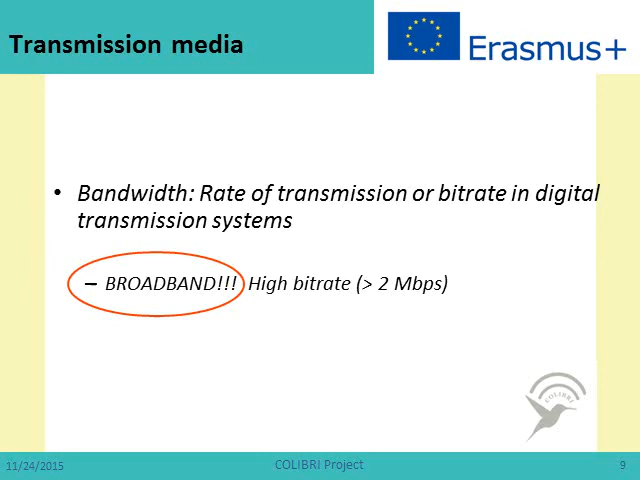 Transmission media
Erasmus+
• Bandwidth: Rate of transmission or bitrate in digital
transmission systems
– BROADBAND!!! High bitrate (> 2 Mbps)
COLIBRI
11/24/2015
COLIBRI Project
9